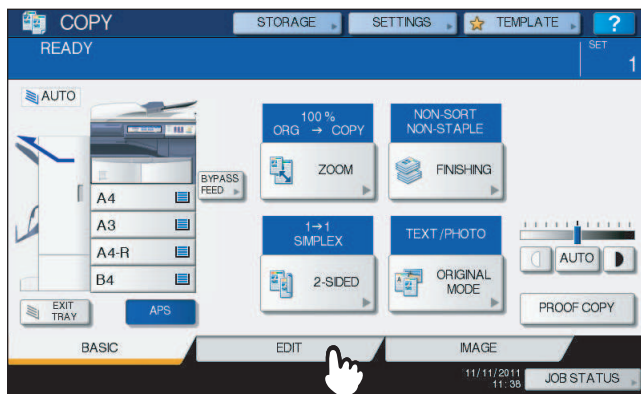 COPY
STORAGE
SETTINGS
TEMPLATE
?
READY
SET
1
AUTO
100 %
ORG → COPY
NON-SORT
NON-STAPLE
ZOOM
FINISHING
BYPASS
FEED
A4
A3
A4-R
B4
1→1
SIMPLEX
TEXT/PHOTO
2-SIDED
ORIGINAL
MODE
AUTO
EXIT
TRAY
APS
PROOF COPY
BASIC
EDIT
IMAGE
11/11/2011
11:38
JOB STATUS